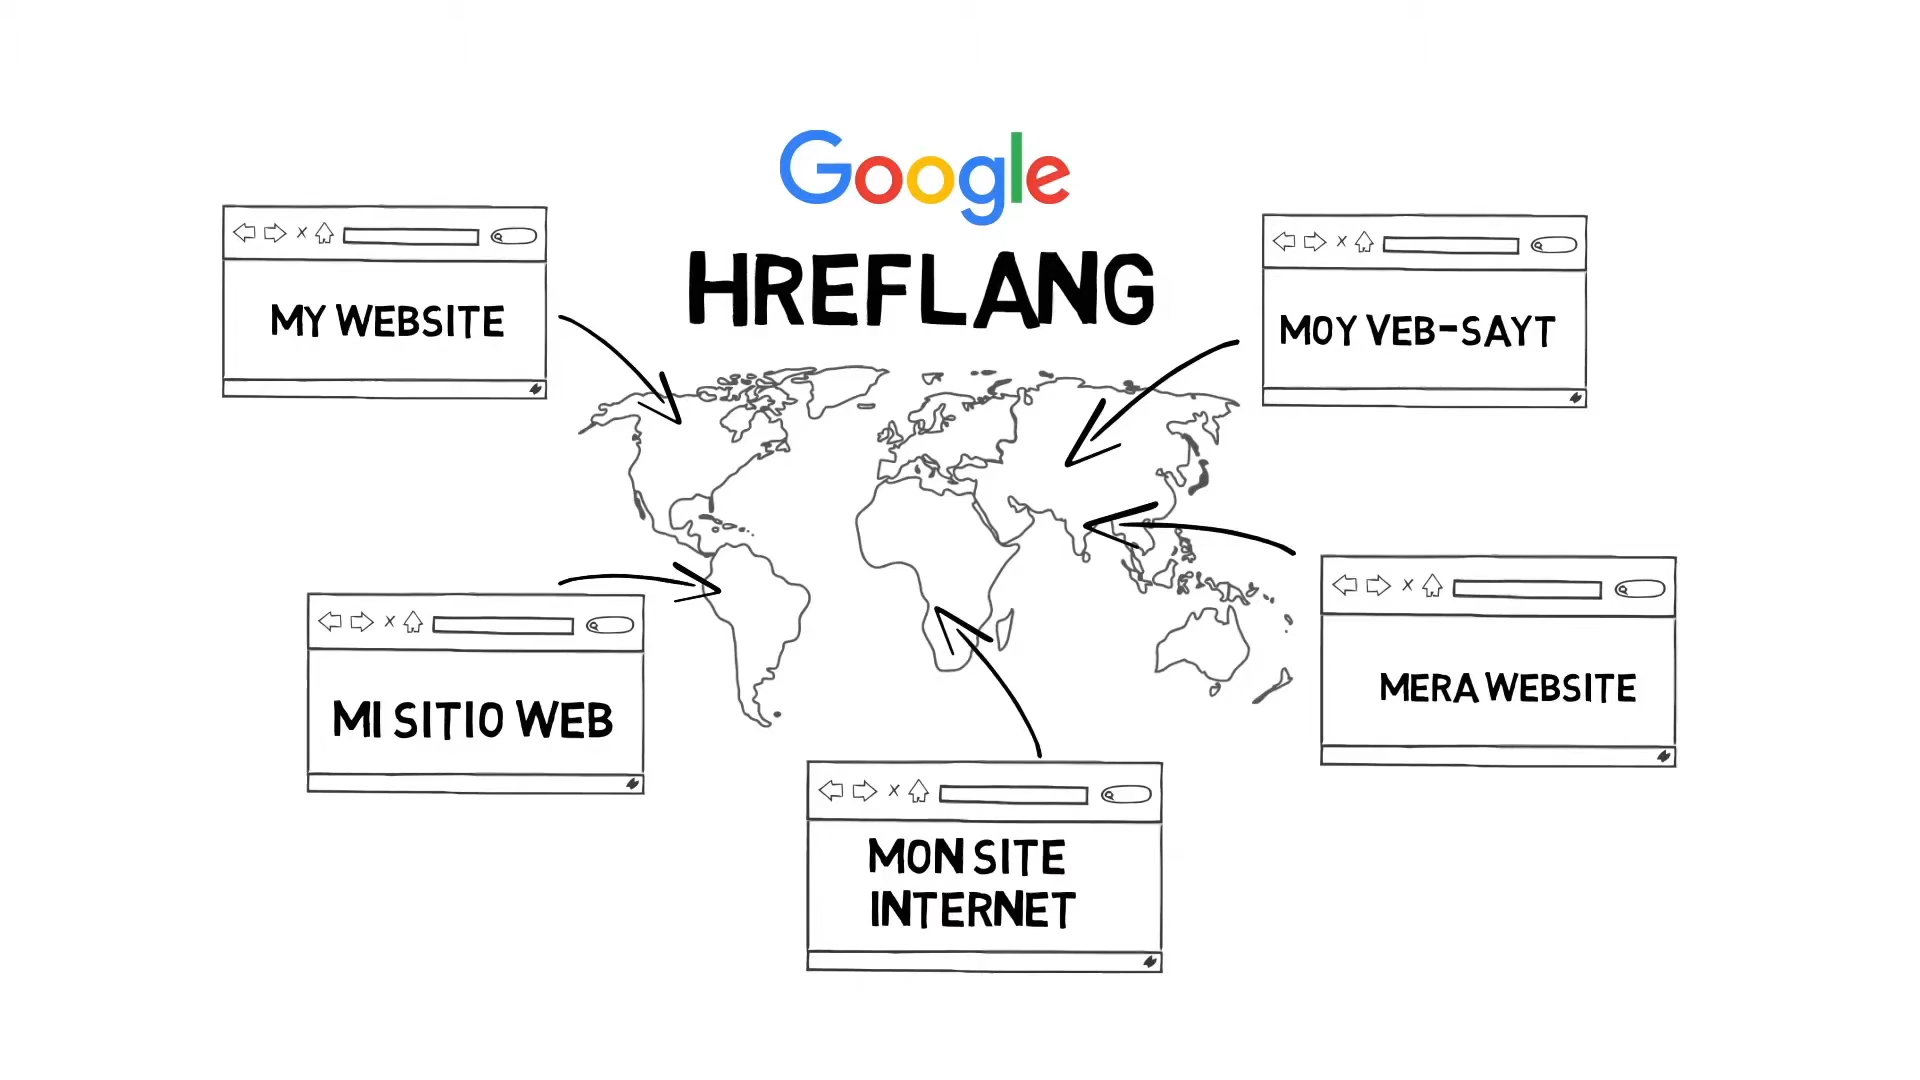 Google
HREFLANG
MY WEBSITE
MOY VEB-SAYT
MI SITIO WEB
MERA WEBSITE
MON SITE
INTERNET